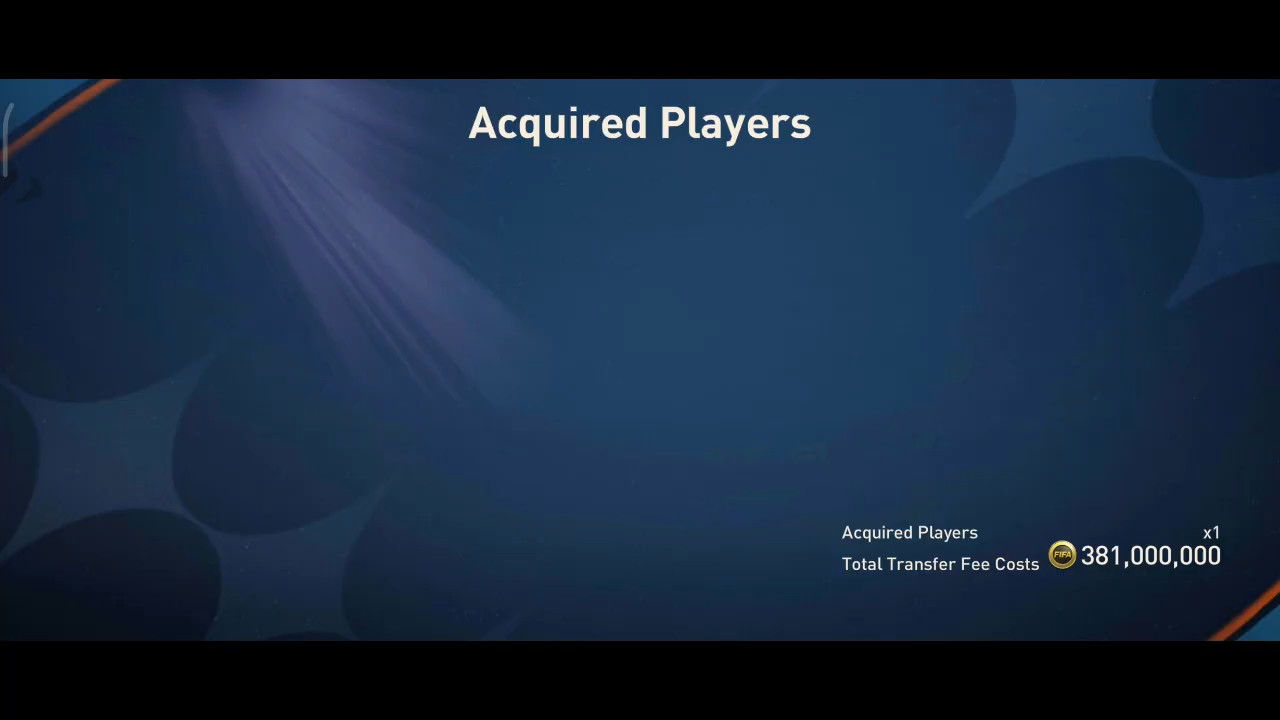 Acquired Players
Acquired Players x1
Total Transfer Fee Costs FIFA 381,000,000